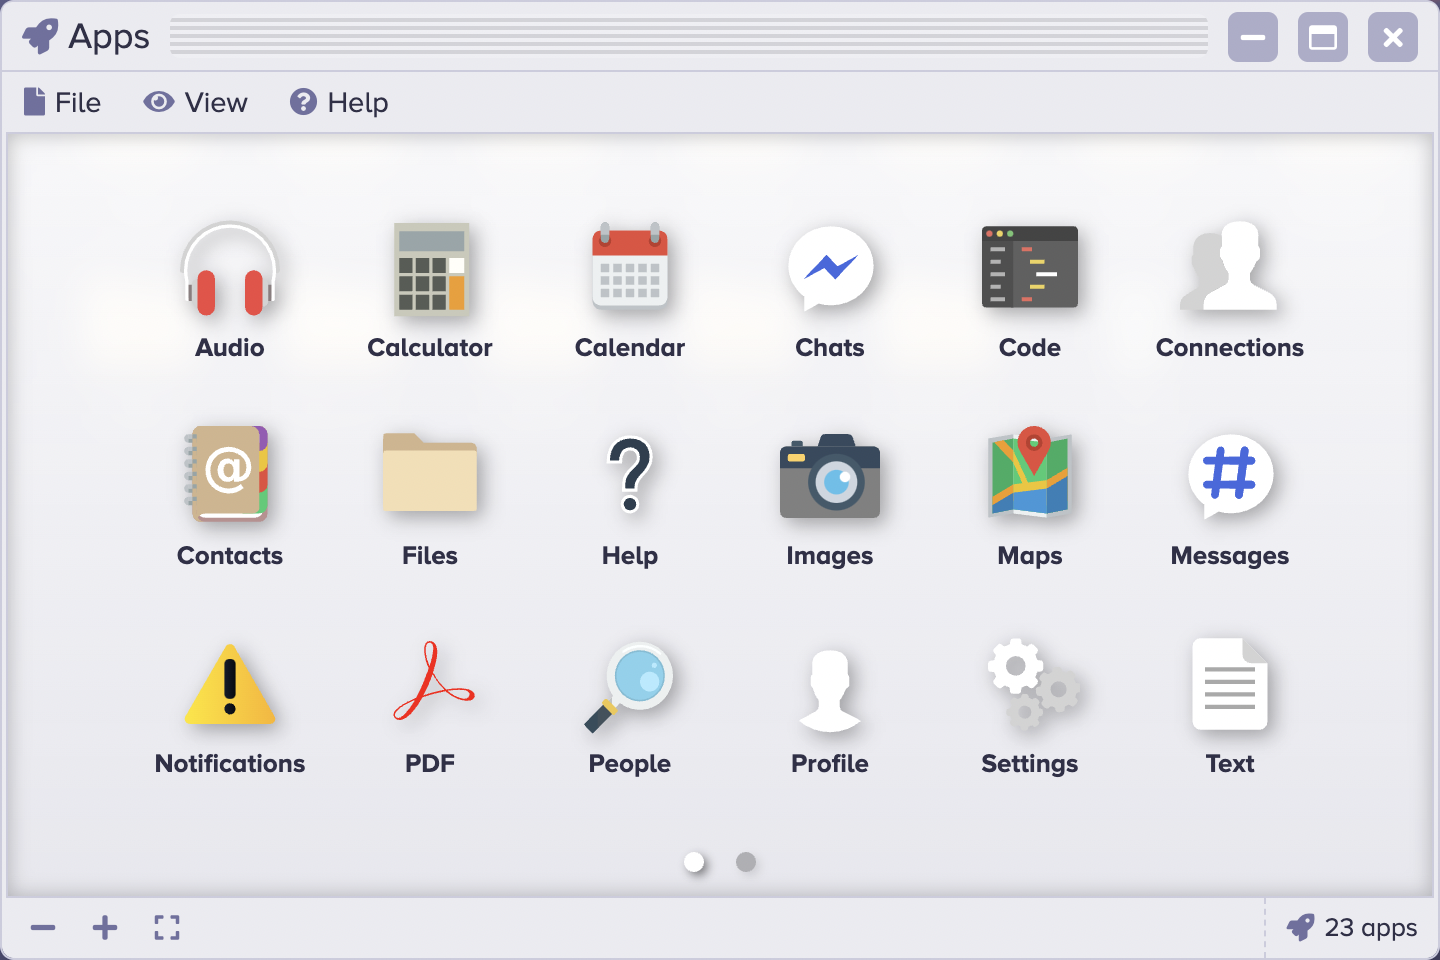 Apps
File View Help
Audio Calculator Calendar Chats Code Connections
Contacts Files Help Images Maps Messages
Notifications PDF People Profile Settings Text
23 apps